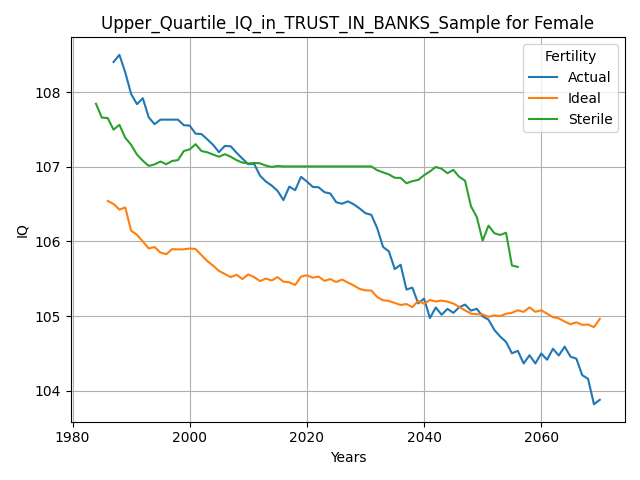 Upper_Quartile_IQ_in_TRUST_IN_BANKS_Sample for Female
Fertility
Actual
Ideal
Sterile
108
107
106
105
104
IQ
1980
2000
2020
2040
2060
Years